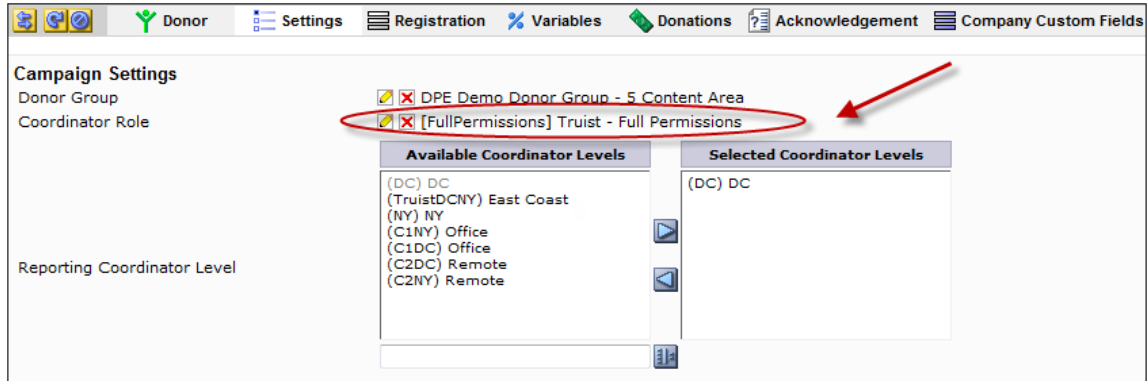 Donor Settings Registration Variables Donations Acknowledgement Company Custom Fields
Campaign Settings
Donor Group DPE Demo Donor Group - 5 Content Area
Coordinator Role [FullPermissions] Truist - Full Permissions
Available Coordinator Levels Selected Coordinator Levels
(DC) DC (DC) DC
(TruistDCNY) East Coast
(NY) NY
(C1NY) Office
(C1DC) Office
(C2DC) Remote
(C2NY) Remote
Reporting Coordinator Level